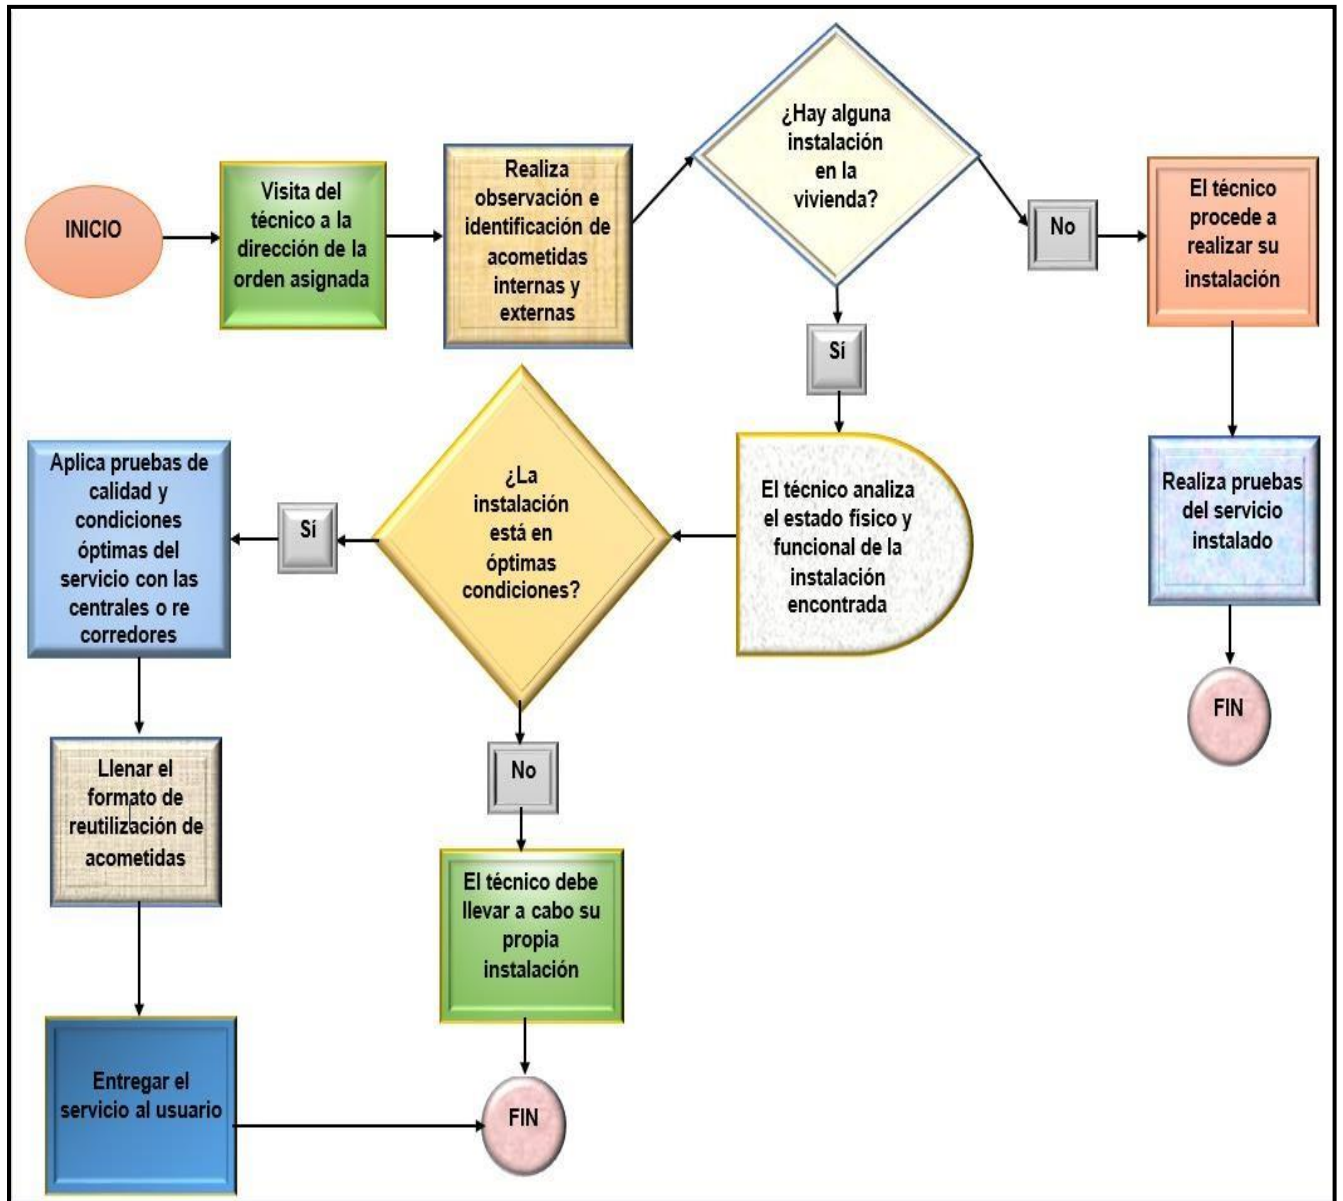 INICIO
Visita del
técnico a la
dirección de la
orden asignada
Realiza
observación e
identificación de
acometidas
internas y
externas
¿Hay alguna
instalación
en la
vivienda?
No
El técnico
procede a
realizar su
instalación
Realiza pruebas
del servicio
instalado
FIN
Sí
El técnico analiza
el estado físico y
funcional de la
instalación
encontrada
¿La
instalación
está en
óptimas
condiciones?
Sí
Aplica pruebas de
calidad y
condiciones
óptimas del
servicio con las
centrales o re
corredores
Llenar el
formato de
reutilización de
acometidas
Entregar el
servicio al usuario
No
El técnico debe
llevar a cabo su
propia
instalación
FIN